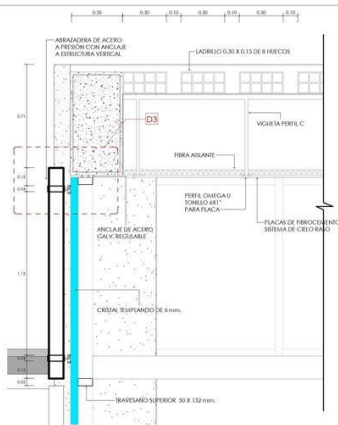 0.35 0.30 0.10 0.30 0.10 0.30 0.10
ABRAZADERA DE ACERO
A PRESIÓN CON ANCLAJE
A ESTRUCTURA VERTICAL
LADRILLO 0,30 X 0,15 DE 8 HUECOS
0.71
D3
VIGUETA PERFIL C
FIBRA AISLANTE
0.15
0.04
PERFIL OMEGA U
TONILLO 6X1"
PARA PLACA
ANCLAJE DE ACERO
GALV. REGULABLE
PLACAS DE FIBROCEMENTO
SISTEMA DE CIELO RASO
CRISTAL TEMPLANDO DE 6 mm.
TRAVESAÑO SUPERIOR 50 X 132 mm.